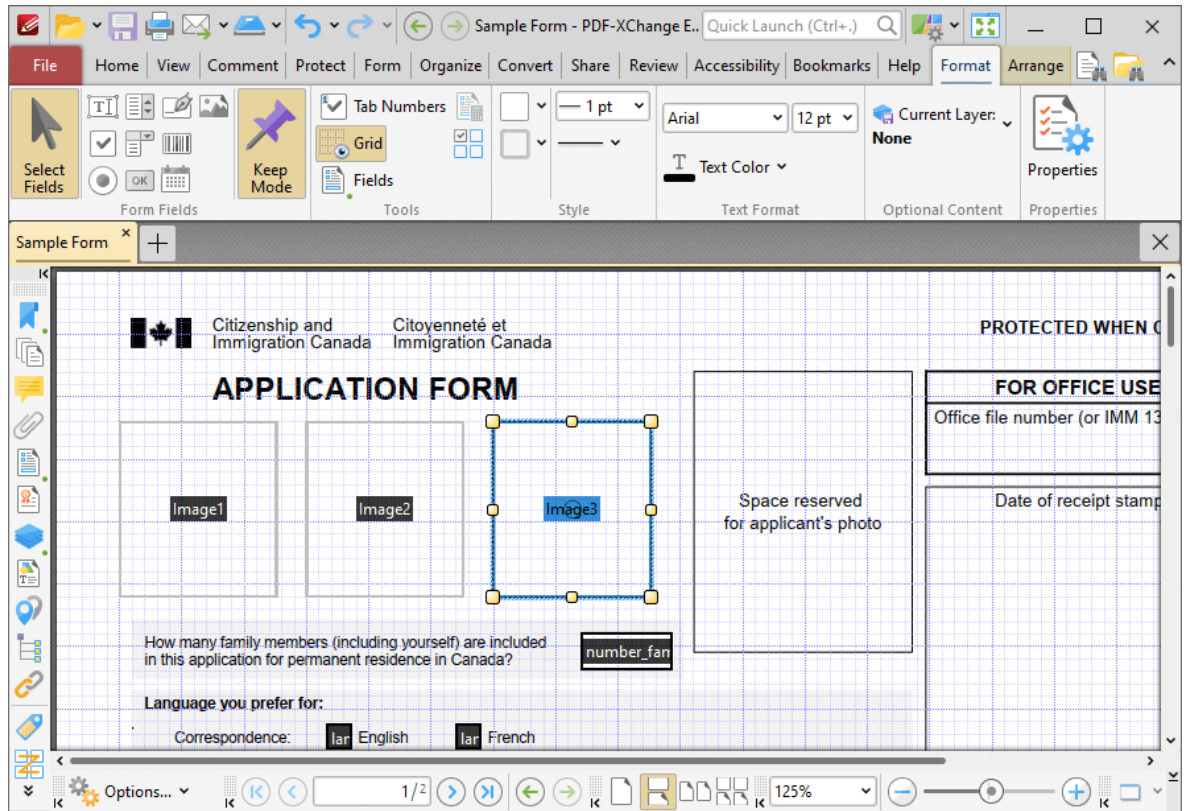 Sample Form - PDF-XChange E..
Quick Launch (Ctrl+.)
File Home View Comment Protect Form Organize Convert Share Review Accessibility Bookmarks Help Format Arrange
Select Fields
OK
Keep Mode
Tab Numbers
Grid
Fields
1 pt
Arial
12 pt
Text Color
Current Layer:
None
Properties
Form Fields Tools Style Text Format Optional Content Properties
Sample Form
Citizenship and Citoyenneté et
Immigration Canada Immigration Canada
PROTECTED WHEN
APPLICATION FORM
FOR OFFICE USE
Office file number (or IMM 13
Image1 Image2 Image3
Space reserved
for applicant's photo
Date of receipt stamp
How many family members (including yourself) are included
in this application for permanent residence in Canada?
number_fam
Language you prefer for:
Correspondence: lar English lar French
Options...
1/2
125%